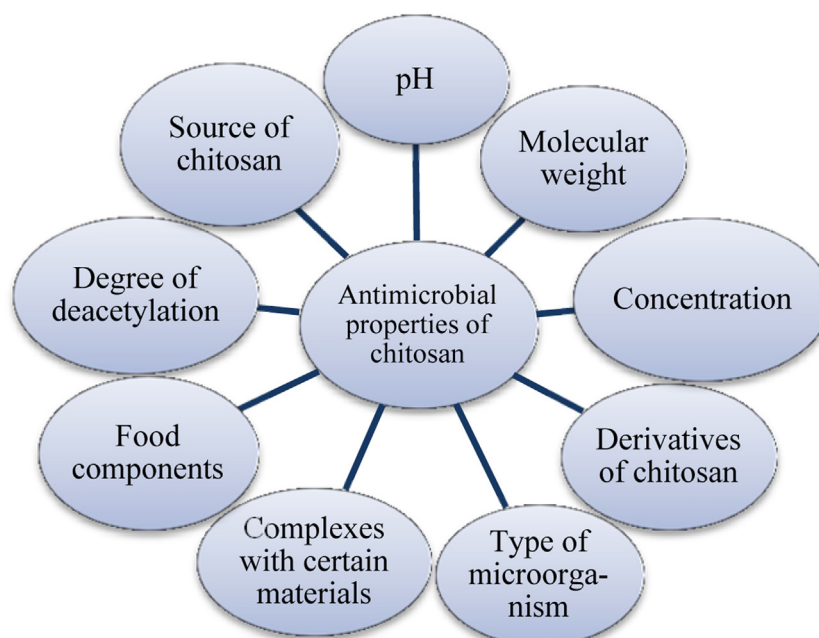 pH
Source of
chitosan
Molecular
weight
Degree of
deacetylation
Antimicrobial
properties of
chitosan
Concentration
Food
components
Derivatives
of chitosan
Complexes
with certain
materials
Type of
microorga-
nism